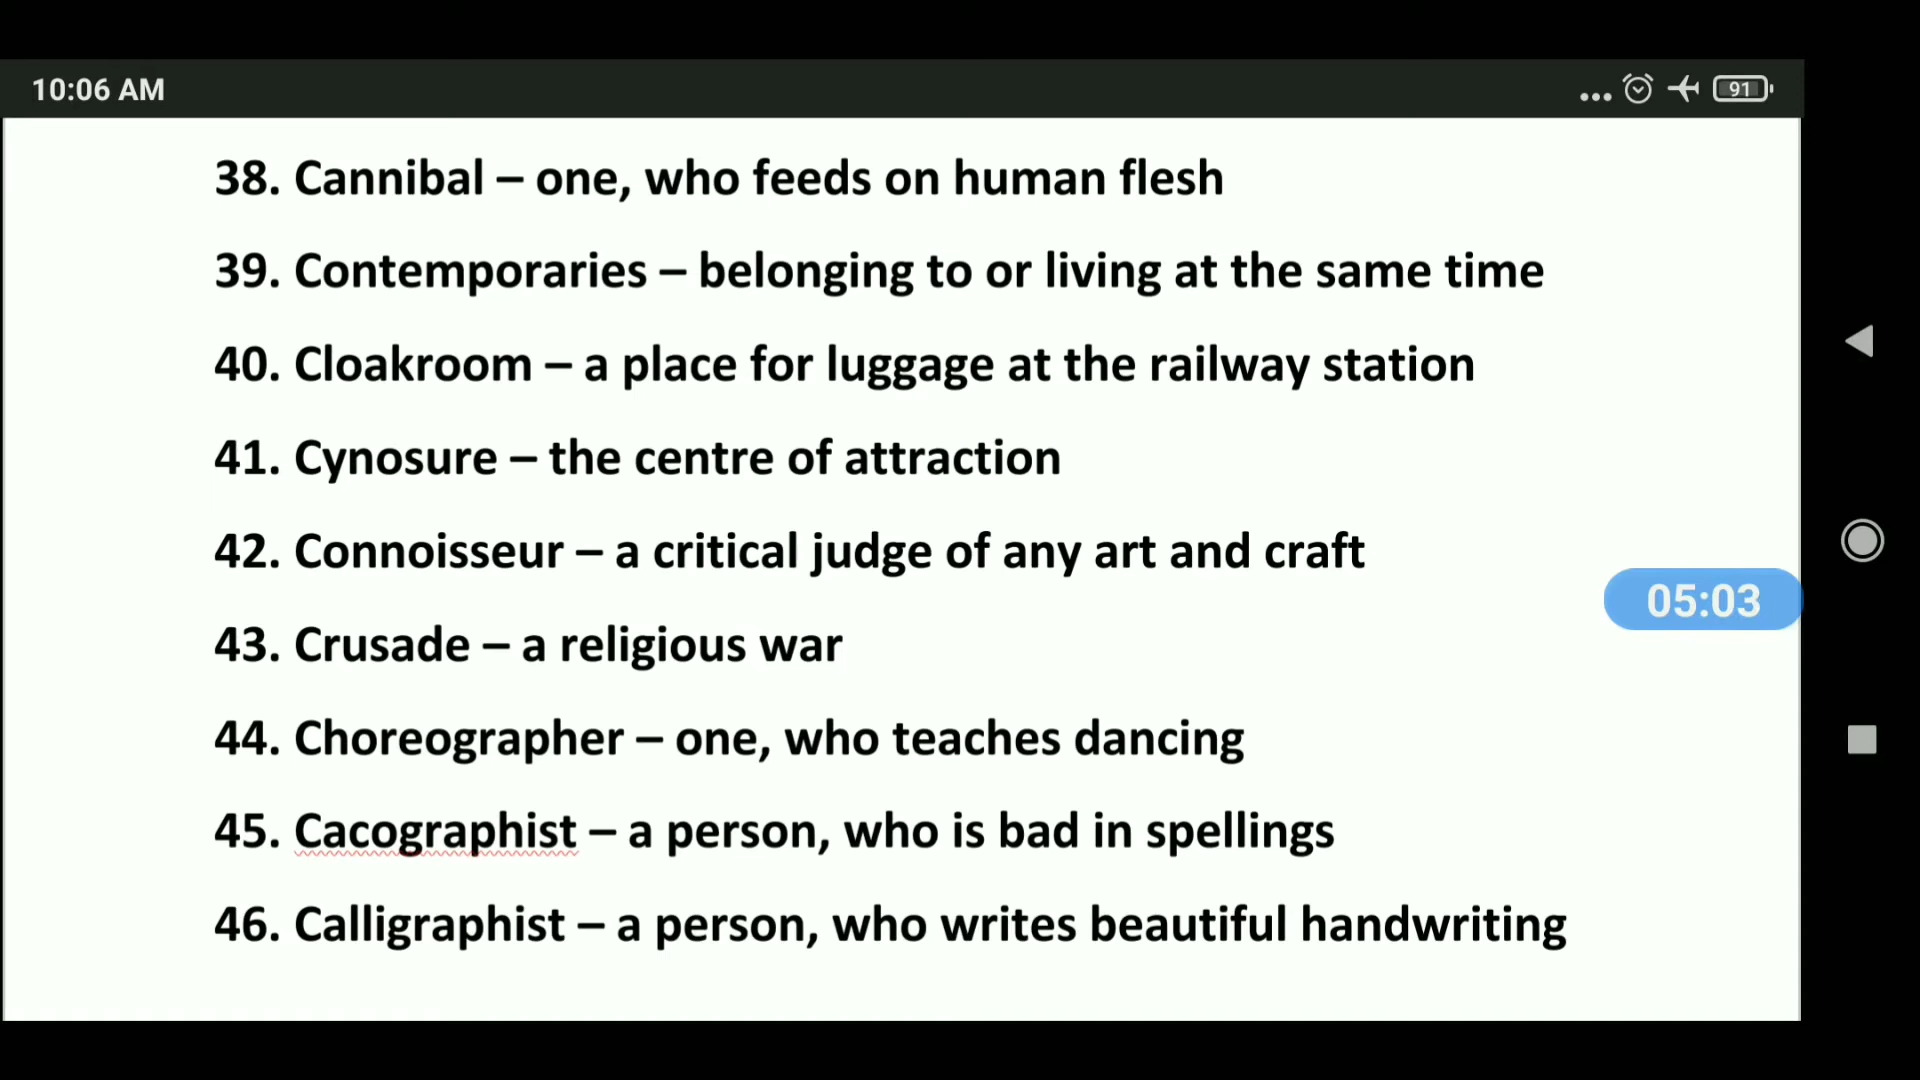 10:06 AM
91
38. Cannibal – one, who feeds on human flesh
39. Contemporaries – belonging to or living at the same time
40. Cloakroom – a place for luggage at the railway station
41. Cynosure – the centre of attraction
42. Connoisseur – a critical judge of any art and craft
05:03
43. Crusade – a religious war
44. Choreographer – one, who teaches dancing
45. Cacographist – a person, who is bad in spellings
46. Calligraphist – a person, who writes beautiful handwriting